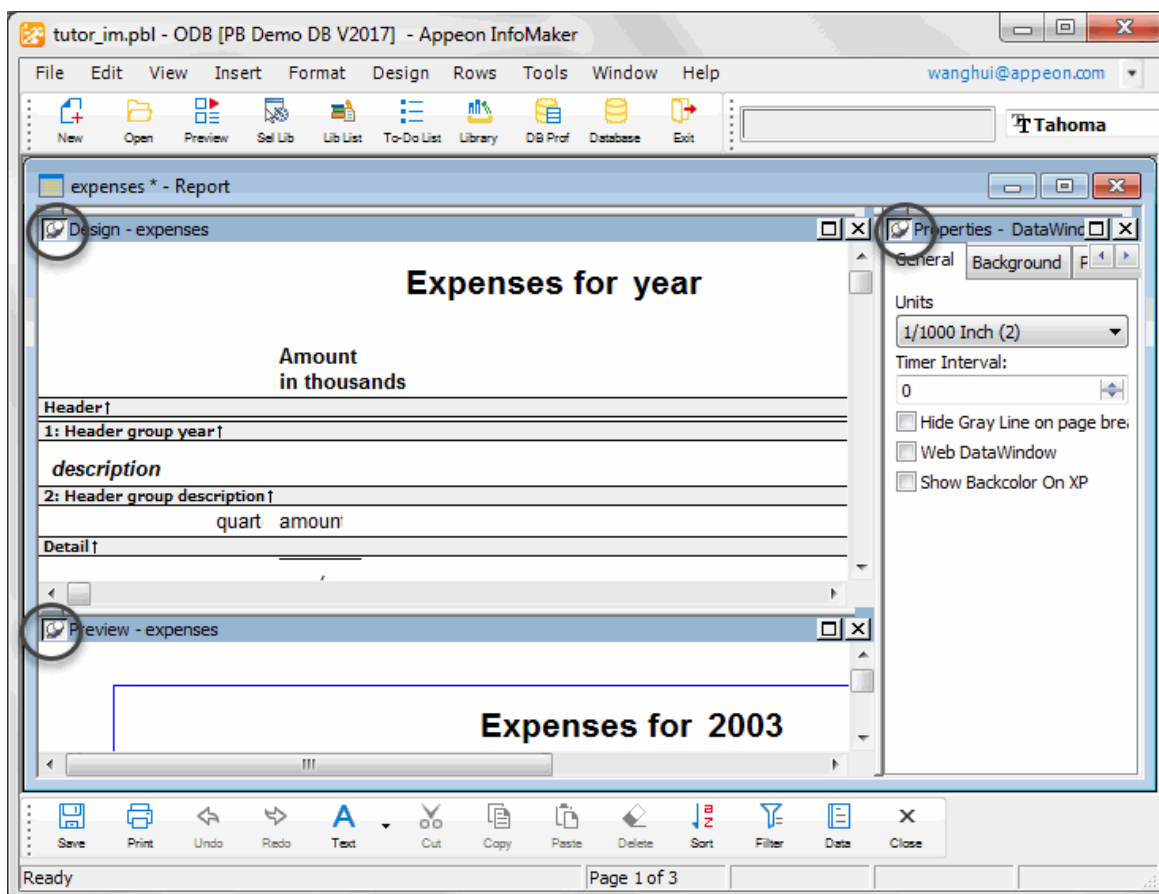 tutor_im.pbl - ODB [PB Demo DB V2017] - Appeon InfoMaker
File Edit View Insert Format Design Rows Tools Window Help wanghui@appeon.com
New Open Preview Sel Lib Lib List To-Do List Library DB Prof Database Exit Tahoma
expenses * - Report
Design - expenses
Expenses for year
Amount
in thousands
Header↑
1: Header group year↑
description
2: Header group description↑
quart amount
Detail↑
Properties - DataWind
General Background F
Units
1/1000 Inch (2)
Timer Interval:
0
Hide Gray Line on page brea
Web DataWindow
Show Backcolor On XP
Preview - expenses
Expenses for 2003
Save Print Undo Redo Text Cut Copy Paste Delete Sort Filter Data Close
Ready Page 1 of 3